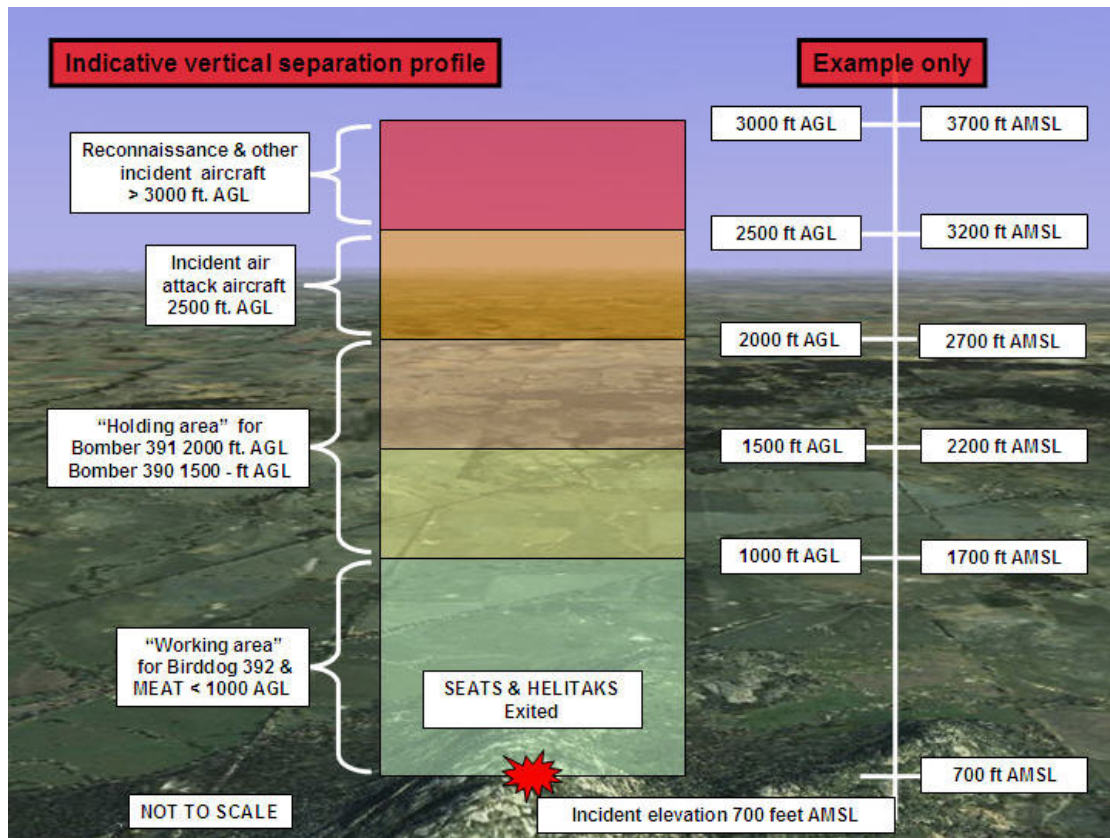 Indicative vertical separation profile
Example only
Reconnaissance & other
incident aircraft
> 3000 ft. AGL
3000 ft AGL
3700 ft AMSL
Incident air
attack aircraft
2500 ft. AGL
2500 ft AGL
3200 ft AMSL
2000 ft AGL
2700 ft AMSL
“Holding area” for
Bomber 391 2000 ft. AGL
Bomber 390 1500 - ft AGL
1500 ft AGL
2200 ft AMSL
1000 ft AGL
1700 ft AMSL
“Working area”
for Birddog 392 &
MEAT < 1000 AGL
SEATS & HELITAKS
Exited
700 ft AMSL
NOT TO SCALE
Incident elevation 700 feet AMSL